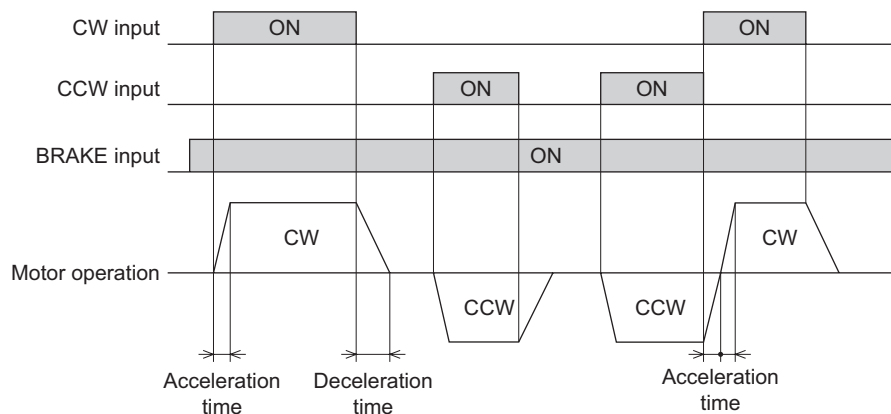 CW input
ON
ON
CCW input
ON
ON
BRAKE input
ON
CW
CW
Motor operation
CCW
CCW
Acceleration
time
Deceleration
time
Acceleration
time